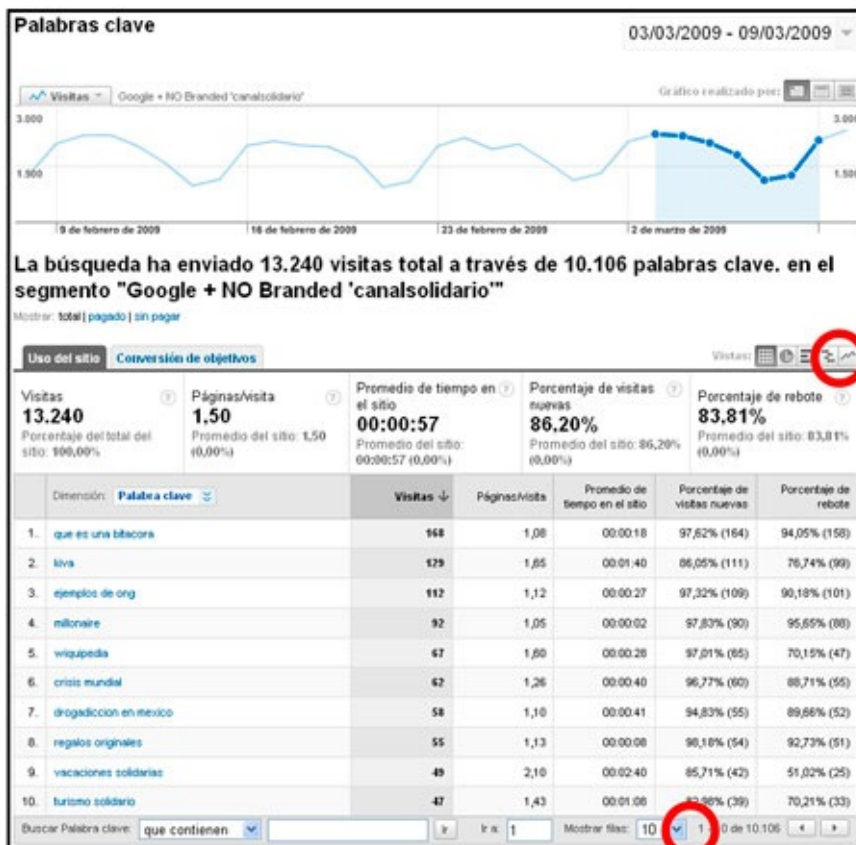 Palabras clave
03/03/2009 - 09/03/2009
Visitas
Google + NO Branded 'canalsolidario'
Gráfico realizado por:
3.000
3.000
1.500
1.500
9 de febrero de 2009
16 de febrero de 2009
23 de febrero de 2009
2 de marzo de 2009
La búsqueda ha enviado 13.240 visitas total a través de 10.106 palabras clave. en el
segmento "Google + NO Branded 'canalsolidario'"
Mostrar: total | pagado | sin pagar
Uso del sitio Conversión de objetivos Vistas:
Visitas
13.240
Porcentaje del total del
sitio: 100,00%
Páginas/visita
1,50
Promedio del sitio: 1,50
(0,00%)
Promedio de tiempo en
el sitio
00:00:57
Promedio del sitio:
00:00:57 (0,00%)
Porcentaje de visitas
nuevas
86,20%
Promedio del sitio: 86,20%
(0,00%)
Porcentaje de rebote
83,81%
Promedio del sitio: 83,81%
(0,00%)
Dimensión: Palabra clave Visitas Páginas/visita Promedio de tiempo en el sitio Porcentaje de visitas nuevas Porcentaje de rebote
1. que es una bitacora 168 1,08 00:00:18 97,62% (164) 94,05% (158)
2. kiva 129 1,65 00:01:40 86,05% (111) 76,74% (99)
3. ejemplos de ong 112 1,12 00:00:27 97,32% (109) 90,18% (101)
4. millonaire 92 1,05 00:00:02 97,83% (90) 95,65% (88)
5. wiquipedia 67 1,60 00:00:28 97,01% (65) 70,15% (47)
6. crisis mundial 62 1,26 00:00:40 96,77% (60) 88,71% (55)
7. drogadiccion en mexico 58 1,10 00:00:41 94,83% (55) 89,66% (52)
8. regalos originales 55 1,13 00:00:08 98,18% (54) 92,73% (51)
9. vacaciones solidarias 49 2,10 00:02:40 85,71% (42) 51,02% (25)
10. turismo solidario 47 1,43 00:01:08 82,98% (39) 70,21% (33)
Buscar Palabra clave: que contienen Ir Ir a: 1 Mostrar filas: 10 de 10.106